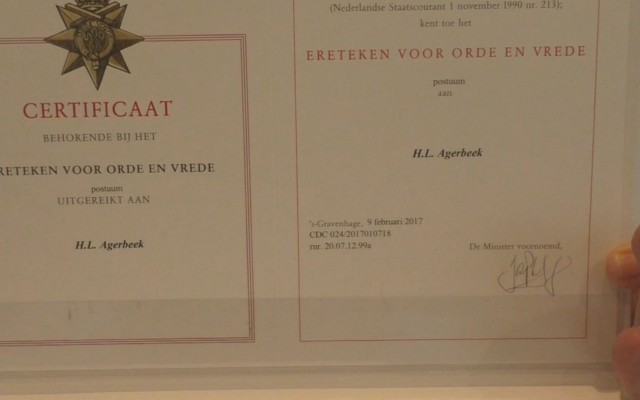 CERTIFICAAT
BEHORENDE BIJ HET
RETEKEN VOOR ORDE EN VREDE
postuum
UITGEREIKT AAN
H.L. Agerbeek
(Nederlandse Staatscourant 1 november 1990 nr. 213);
kent toe het
ERETEKEN VOOR ORDE EN VREDE
postuum
aan
H.L. Agerbeek
's-Gravenhage, 9 februari 2017
CDC 024/2017010718
rnr. 20.07.12.99a
De Minister voornoemd,